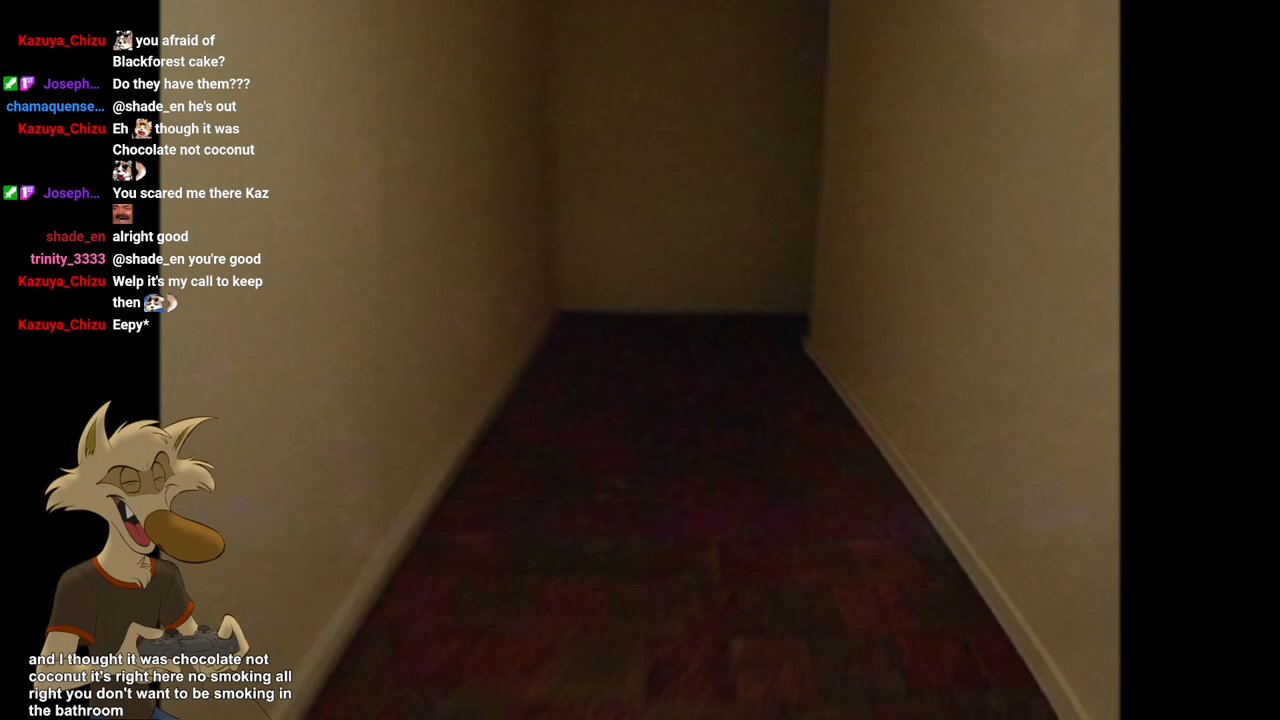 Kazuya_Chizu you afraid of
Blackforest cake?
Joseph... Do they have them???
chamaquense... @shade_en he's out
Kazuya_Chizu Eh though it was
Chocolate not coconut
Joseph... You scared me there Kaz
shade_en alright good
trinity_3333 @shade_en you're good
Kazuya_Chizu Welp it's my call to keep
then
Kazuya_Chizu Eepy*
and I thought it was chocolate not
coconut it's right here no smoking all
right you don't want to be smoking in
the bathroom